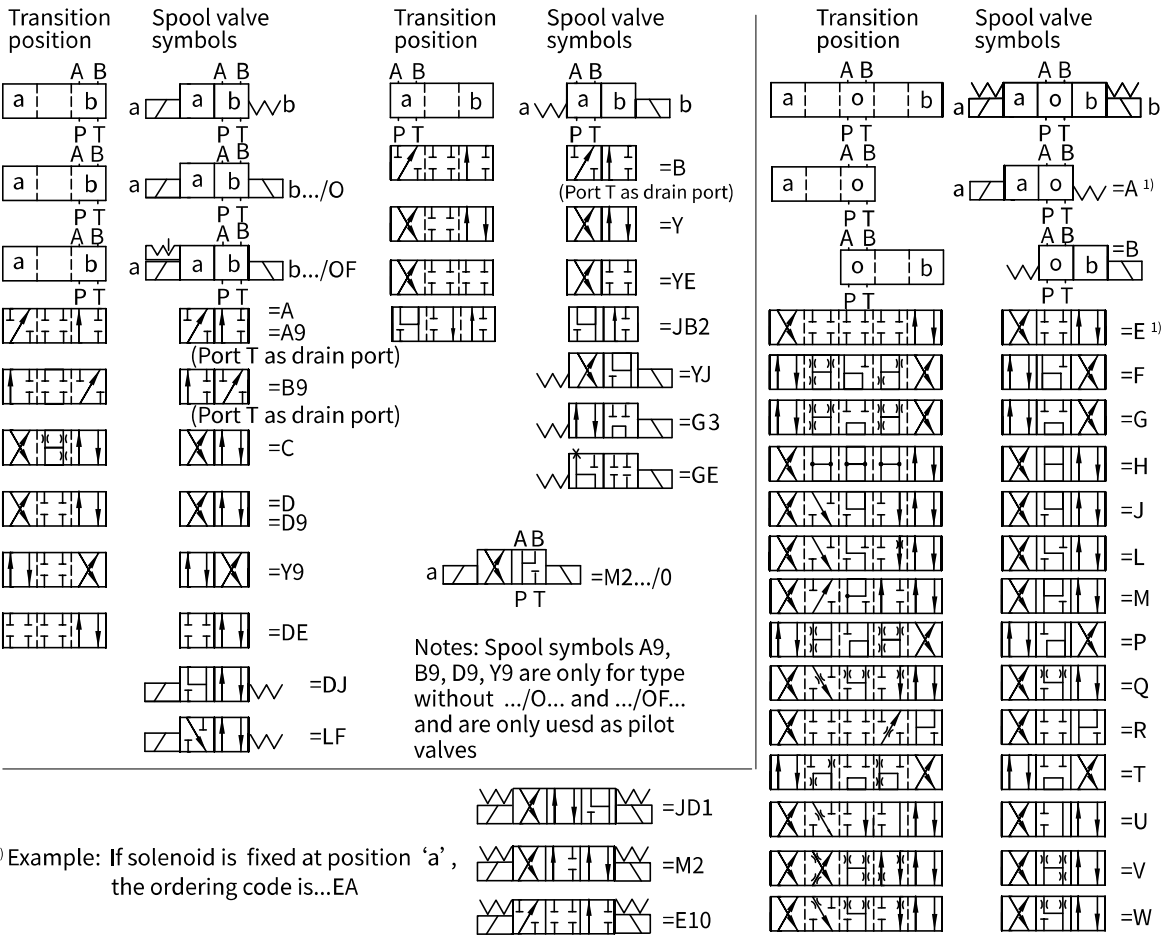 Transition position
Spool valve symbols
A B
a b
P T
A B
a a b b
P T
A B
a b
P T
A B
a a b b.../O
P T
A B
a b
P T
A B
a a b b.../OF
P T
=A
=A9
(Port T as drain port)
=B9
(Port T as drain port)
=C
=D
=D9
=Y9
=DE
=DJ
=LF
Transition position
Spool valve symbols
A B
a b
P T
A B
a a b b
P T
=B
(Port T as drain port)
=Y
=YE
=JB2
=YJ
=G3
=GE
A B
a =M2.../0
P T
Notes: Spool symbols A9,
B9, D9, Y9 are only for type
without .../O... and .../OF...
and are only uesd as pilot
valves
Transition position
Spool valve symbols
A B
a o b
P T
A B
a a o b b
P T
A B
a o
P T
A B
a a o =A 1)
P T
A B
o b
P T
A B
o b =B
P T
=E 1)
=F
=G
=H
=J
=L
=M
=P
=Q
=R
=T
=U
=V
=W
=JD1
=M2
=E10
) Example: If solenoid is fixed at position ‘a’ ,
the ordering code is...EA